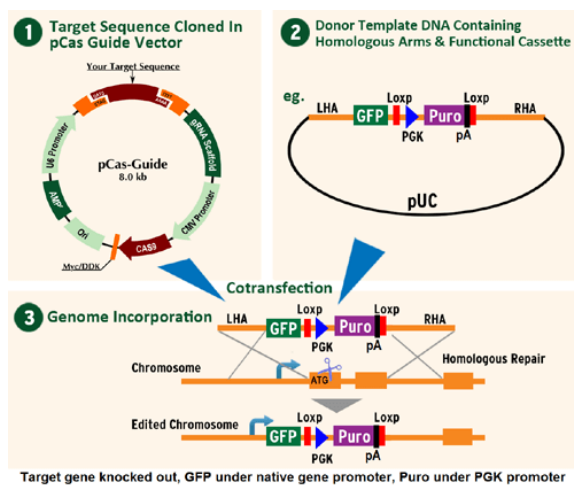 1 Target Sequence Cloned In
pCas Guide Vector
Your Target Sequence
U6 Promoter
gRNA Scaffold
pCas-Guide
8.0 kb
AMPr
CMV Promoter
Ori
CAS9
Myc/DDK
2 Donor Template DNA Containing
Homologous Arms & Functional Cassette
eg.
Loxp Loxp
LHA GFP Puro RHA
PGK pA
pUC
Cotransfection
3 Genome Incorporation
LHA Loxp Loxp RHA
GFP Puro
PGK pA
Chromosome Homologous Repair
ATG
Edited Chromosome Loxp Loxp
GFP Puro
PGK pA
Target gene knocked out, GFP under native gene promoter, Puro under PGK promoter